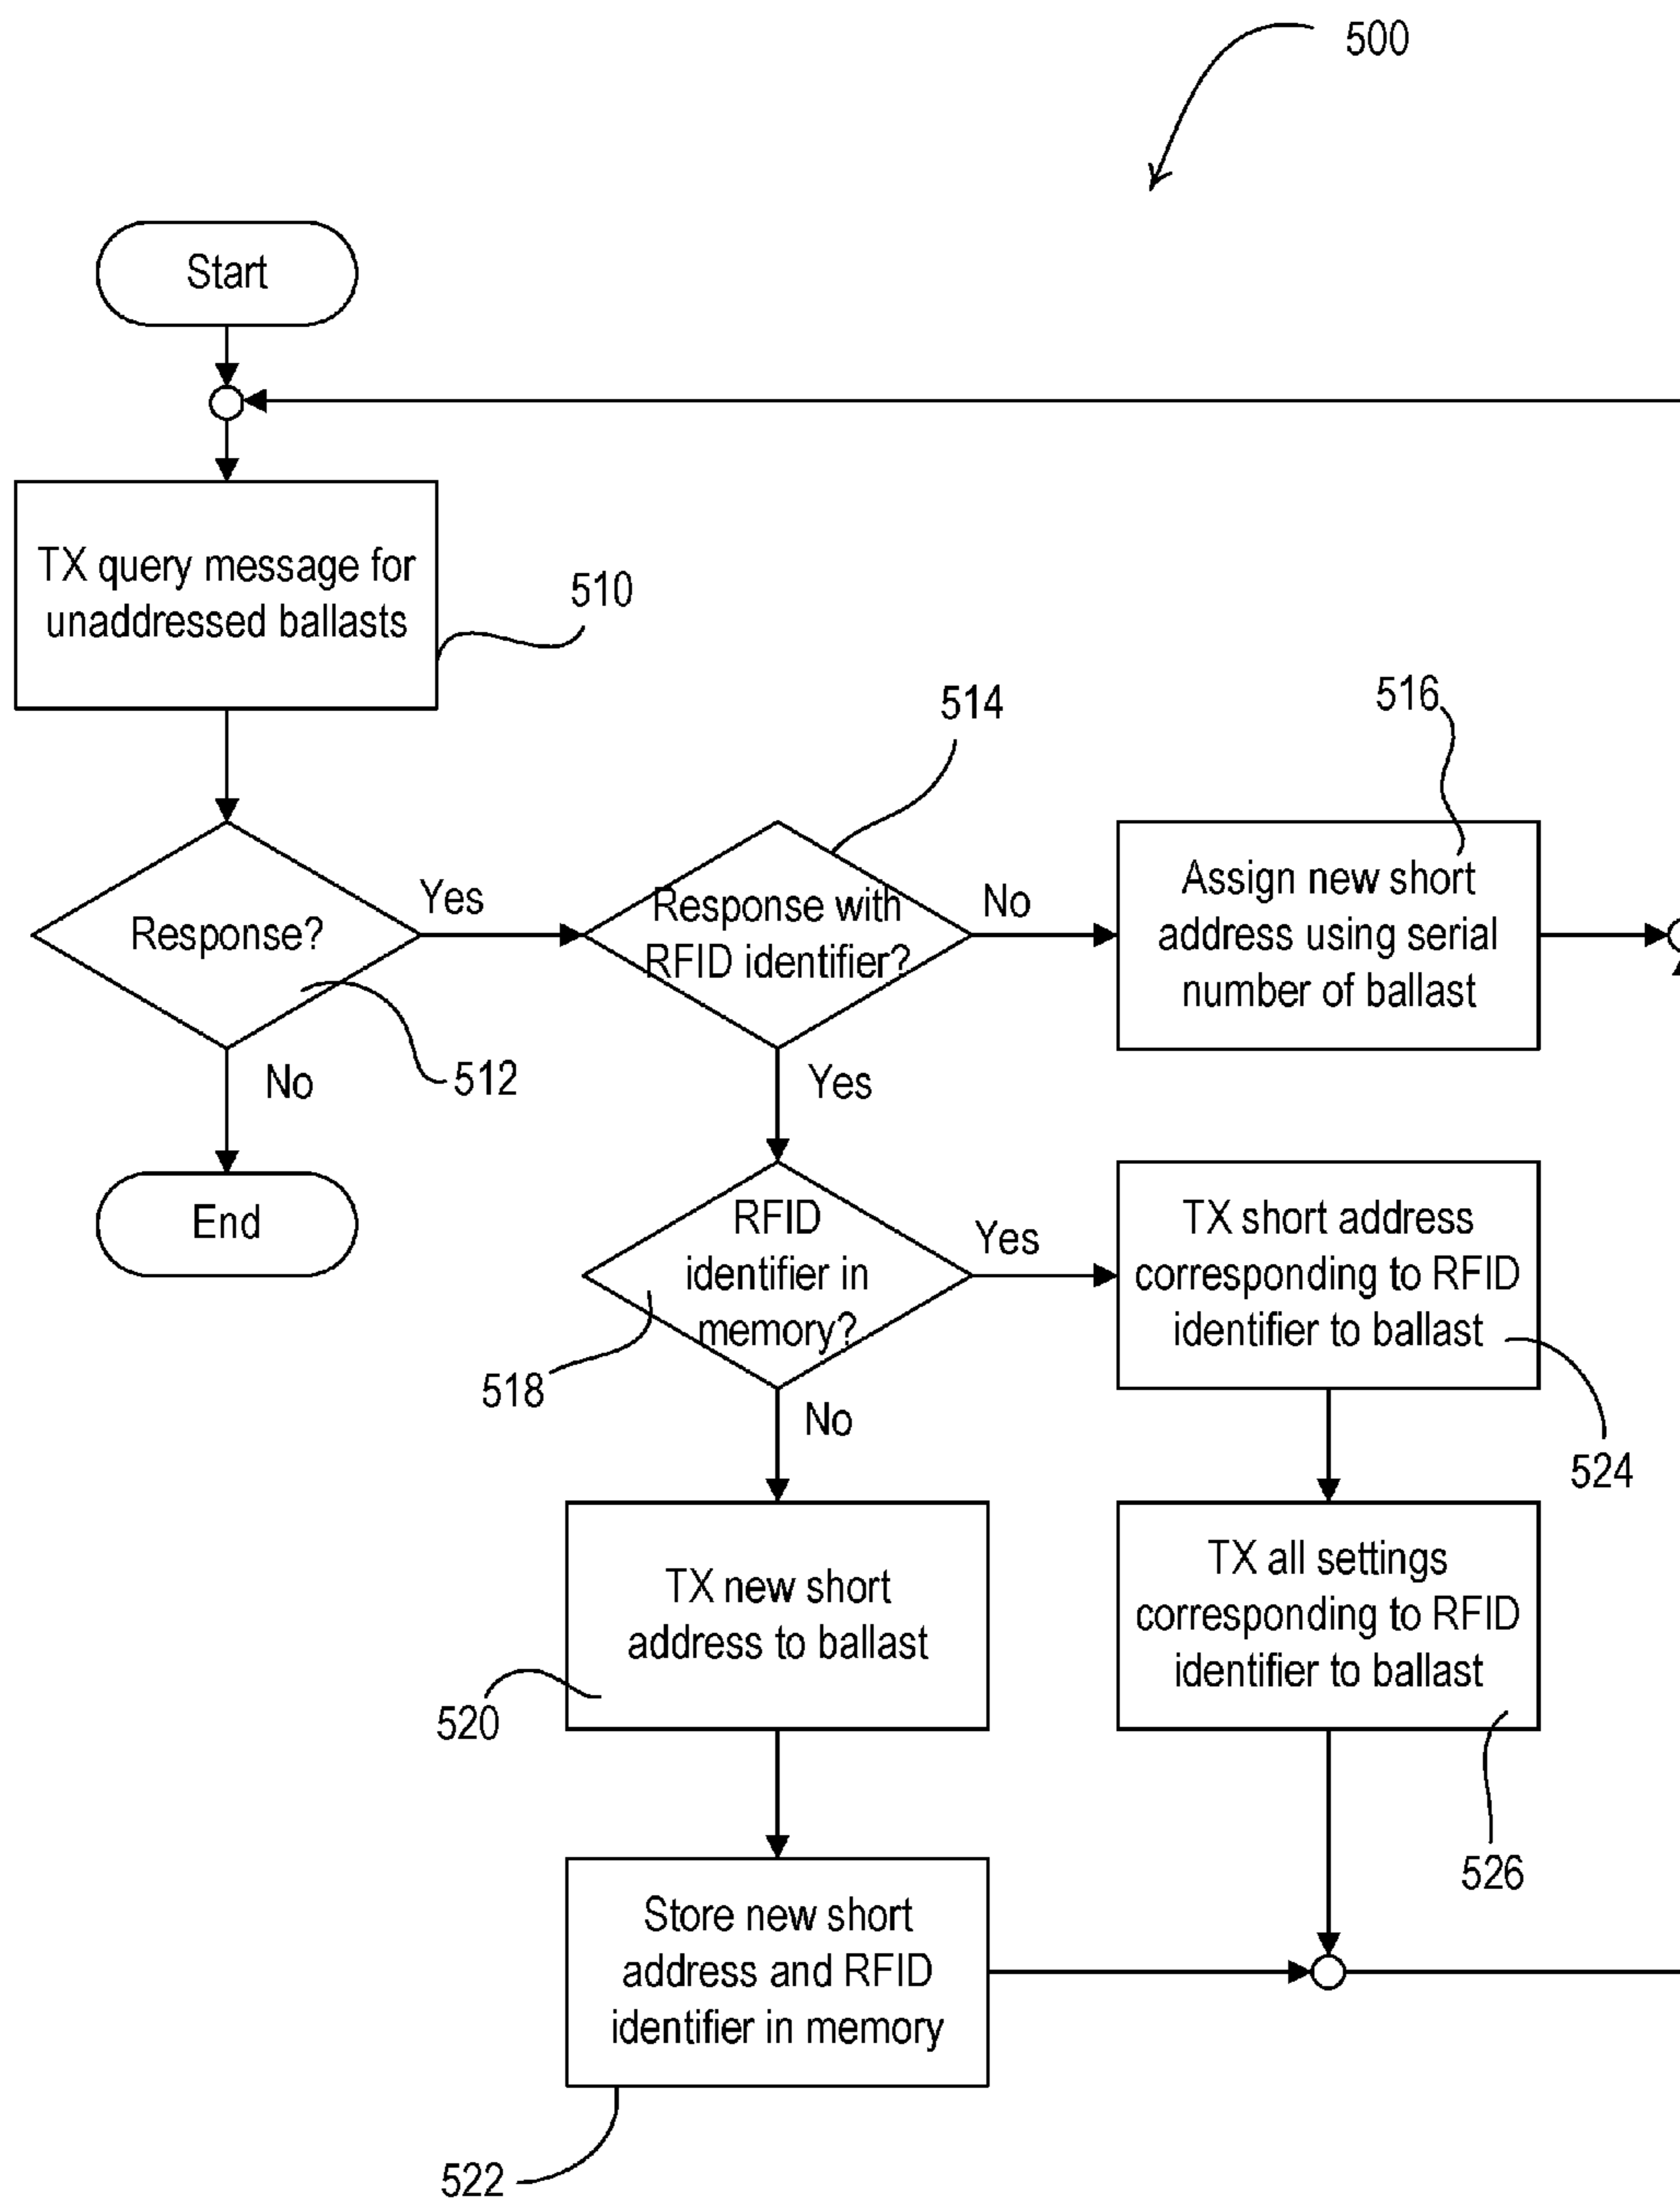 500
Start
TX query message for
unaddressed ballasts
510
514
516
Response?
Yes
Response with
RFID identifier?
No
Assign new short
address using serial
number of ballast
No
512
Yes
End
RFID
identifier in
memory?
Yes
TX short address
corresponding to RFID
identifier to ballast
518
No
524
TX new short
address to ballast
TX all settings
corresponding to RFID
identifier to ballast
520
526
Store new short
address and RFID
identifier in memory
522